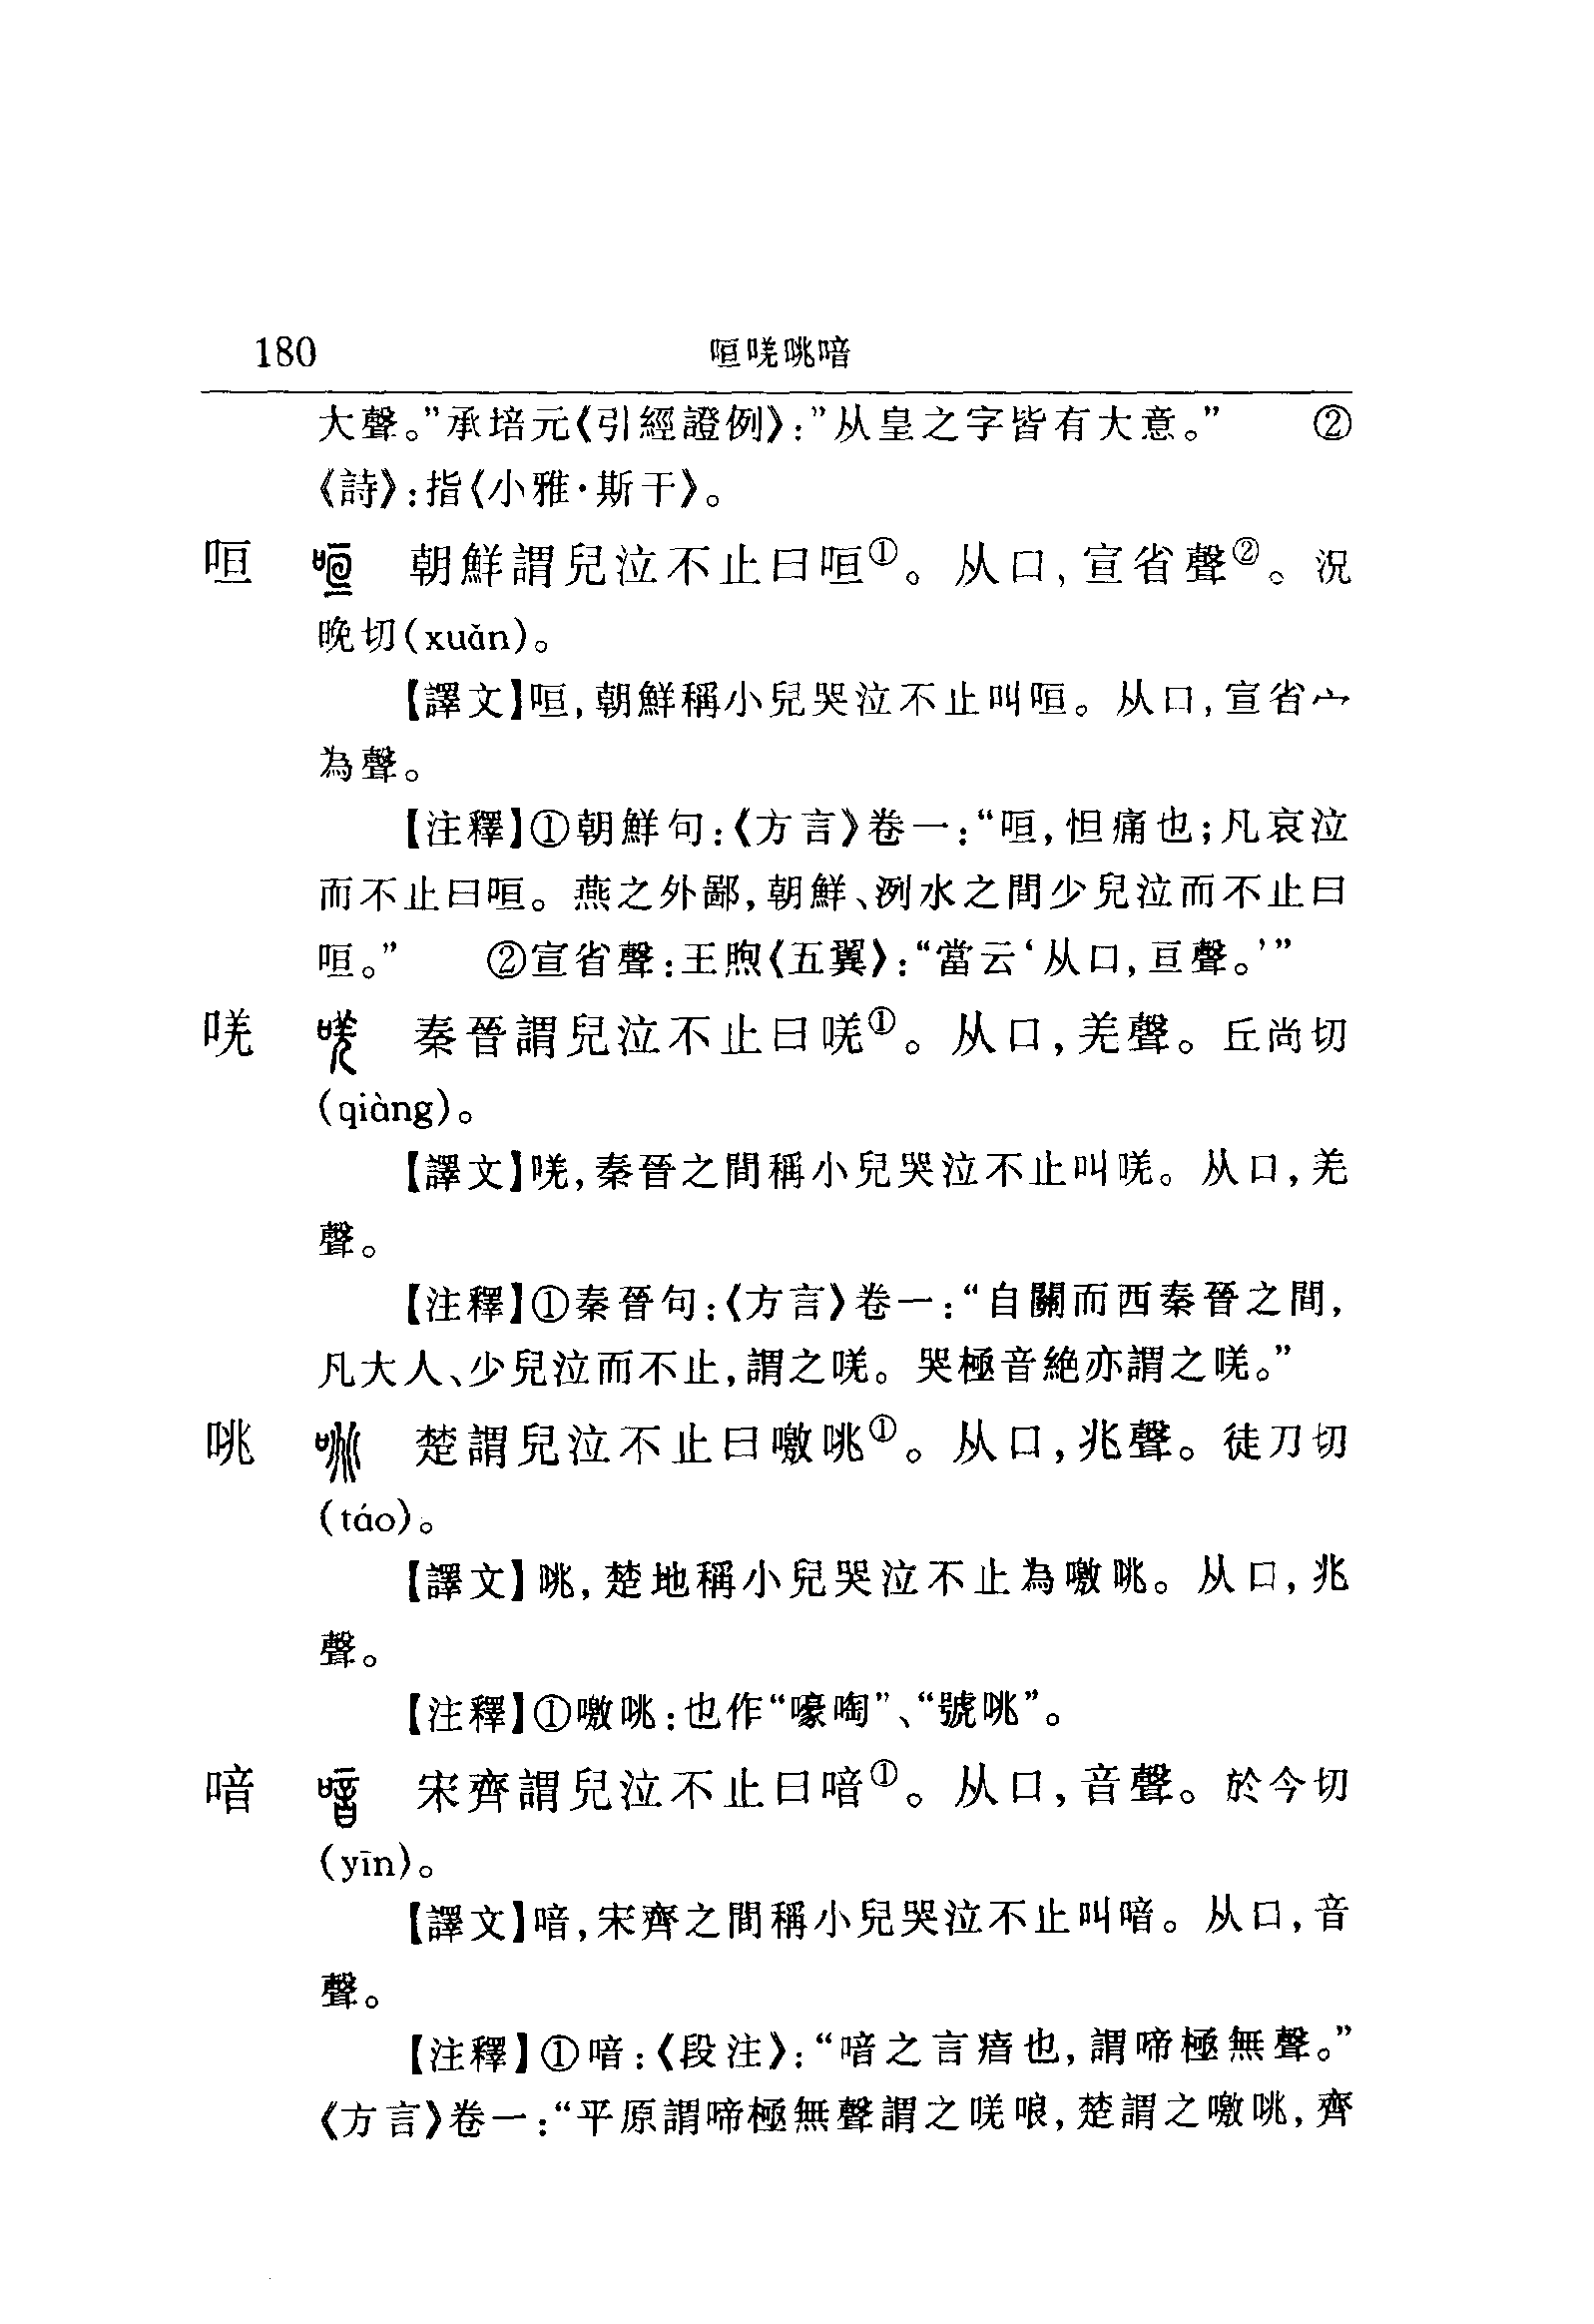 180 咺唴咷喑
大聲。”承培元《引經證例》:”从皇之字皆有大意。” ②
《詩》:指《小雅·斯干》。
咺 朝鮮謂兒泣不止曰咺①。从口,宣省聲②。況
晚切(xuǎn)。
【譯文】咺,朝鮮稱小兒哭泣不止叫咺。从口,宣省宀
為聲。
【注釋】①朝鮮句:《方言》卷一:“咺,怛痛也;凡哀泣
而不止曰咺。燕之外鄙,朝鮮、洌水之間少兒泣而不止曰
咺。” ②宣省聲:王煦《五翼》:“當云‘从口,亘聲。’”
唴 秦晉謂兒泣不止曰唴①。从口,羌聲。丘尚切
(qiàng)。
【譯文】唴,秦晉之間稱小兒哭泣不止叫唴。从口,羌
聲。
【注釋】①秦晉句:《方言》卷一:“自關而西秦晉之間,
凡大人、少兒泣而不止,謂之唴。哭極音絶亦謂之唴。”
咷 楚謂兒泣不止曰噭咷①。从口,兆聲。徒刀切
(táo)。
【譯文】咷,楚地稱小兒哭泣不止為噭咷。从口,兆
聲。
【注釋】①噭咷:也作“嚎啕”、“號咷”。
喑 宋齊謂兒泣不止曰喑①。从口,音聲。於今切
(yīn)。
【譯文】喑,宋齊之間稱小兒哭泣不止叫喑。从口,音
聲。
【注釋】①喑:《段注》:“喑之言瘖也,謂啼極無聲。”
《方言》卷一:“平原謂啼極無聲謂之唴哴,楚謂之噭咷,齊